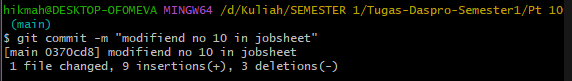 hikmah@DESKTOP-OFOMEVA MINGW64 /d/Kuliah/SEMESTER 1/Tugas-Daspro-Semester1/Pt 10
(main)
$ git commit -m "modifiend no 10 in jobsheet"
[main 0370cd8] modifiend no 10 in jobsheet
1 file changed, 9 insertions(+), 3 deletions(-)